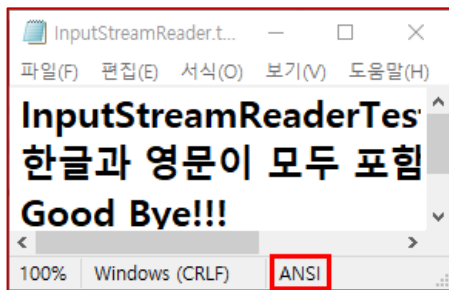 InputStreamReader.t...
파일(F) 편집(E) 서식(O) 보기(V) 도움말(H)
InputStreamReaderTes
한글과 영문이 모두 포함
Good Bye!!!
100% Windows (CRLF) ANSI